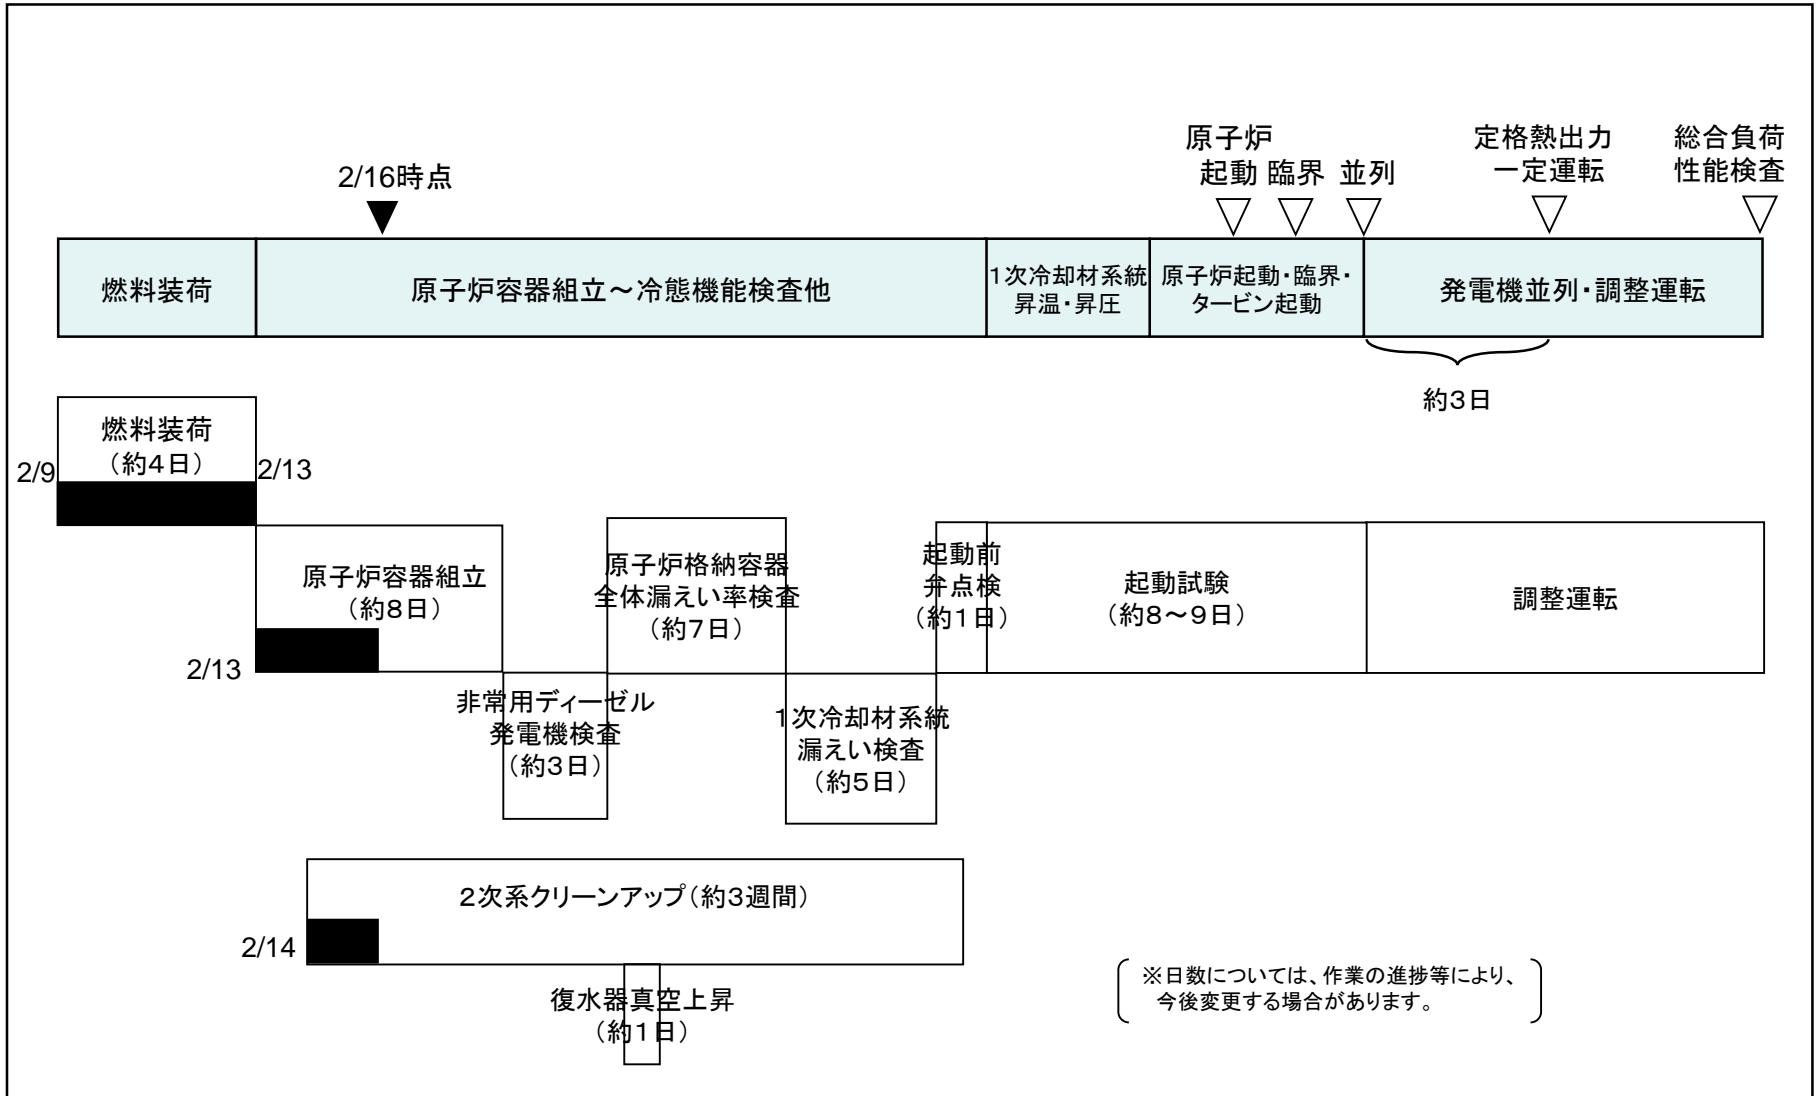 2/16時点
原子炉
起動
臨界
並列
定格熱出力
一定運転
総合負荷
性能検査
燃料装荷
原子炉容器組立～冷態機能検査他
１次冷却材系統
昇温・昇圧
原子炉起動・臨界・
タービン起動
発電機並列・調整運転
約３日
燃料装荷
（約４日）
2/9
2/13
原子炉容器組立
（約８日）
2/13
非常用ディーゼル
発電機検査
（約３日）
原子炉格納容器
全体漏えい率検査
（約７日）
１次冷却材系統
漏えい検査
（約５日）
起動前
弁点検
（約１日）
起動試験
（約８～９日）
調整運転
２次系クリーンアップ（約３週間）
2/14
復水器真空上昇
（約１日）
※日数については、作業の進捗等により、
今後変更する場合があります。